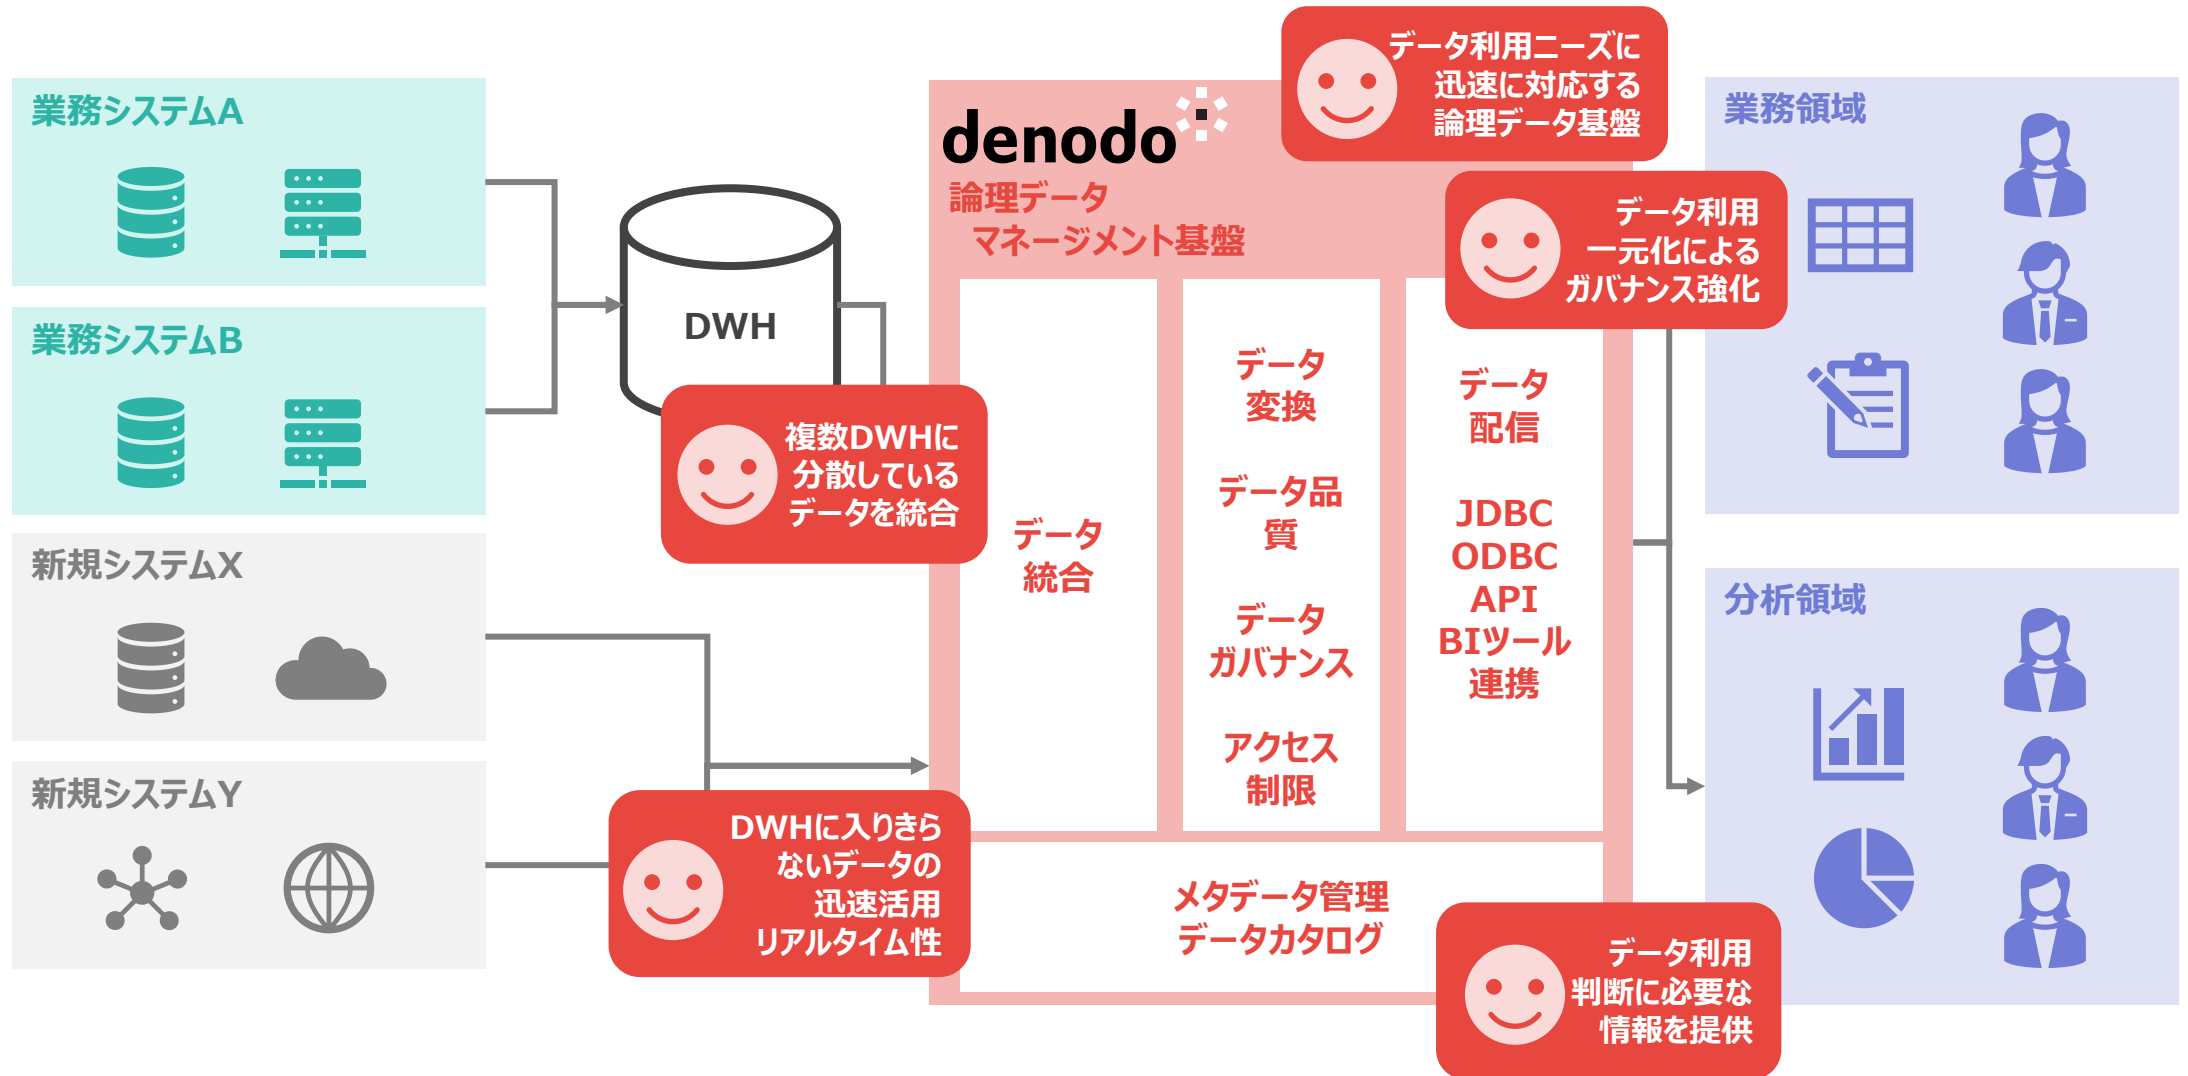 業務システムA
業務システムB
新規システムX
新規システムY
DWH
複数DWHに
分散している
データを統合
DWHに入りきら
ないデータの
迅速活用
リアルタイム性
denodo
論理データ
マネージメント基盤
データ
統合
データ
変換
データ品
質
データ
ガバナンス
アクセス
制限
データ
配信
JDBC
ODBC
API
BIツール
連携
メタデータ管理
データカタログ
データ利用ニーズに
迅速に対応する
論理データ基盤
データ利用
一元化による
ガバナンス強化
データ利用
判断に必要な
情報を提供
業務領域
分析領域